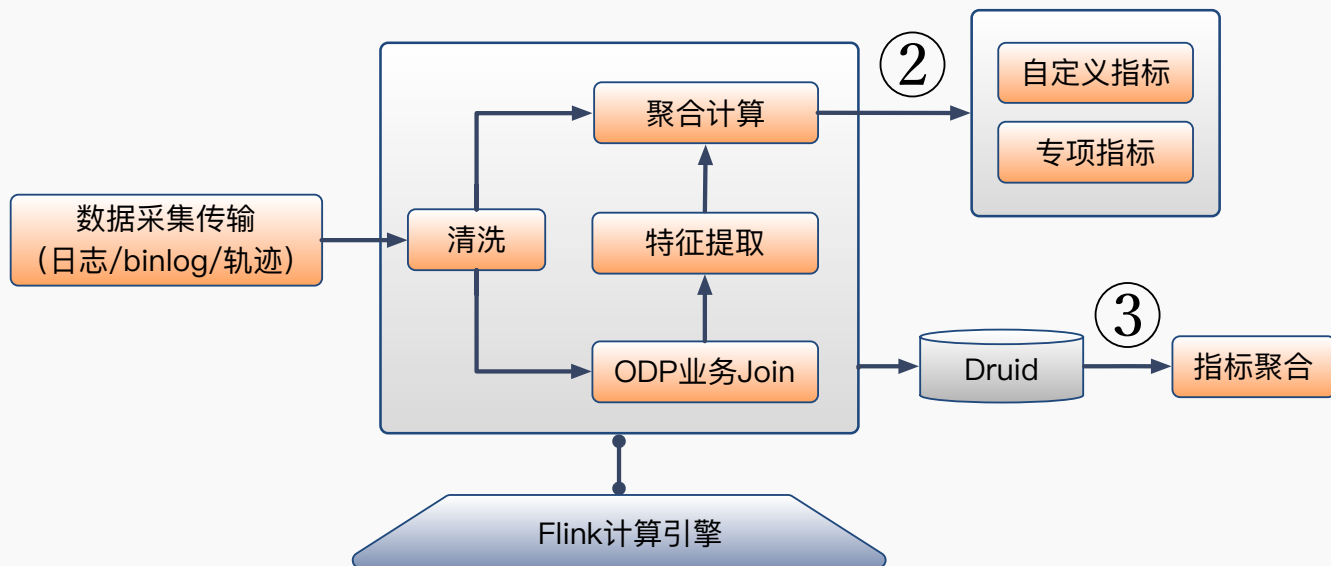 ②
自定义指标
聚合计算
专项指标
数据采集传输
（日志/binlog/轨迹）
清洗
特征提取
③
ODP业务Join
Druid
指标聚合
Flink计算引擎